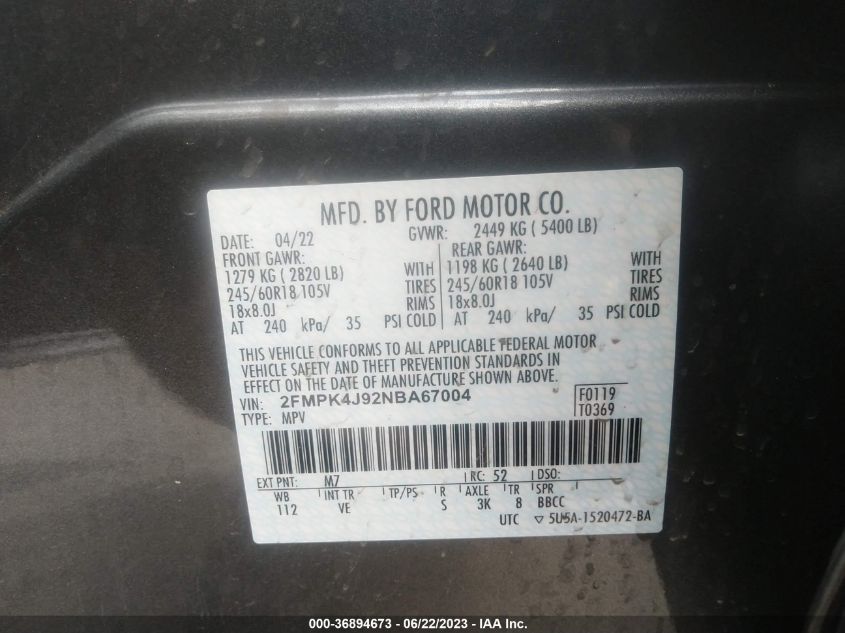 MFD. BY FORD MOTOR CO.
DATE: 04/22 GVWR: 2449 KG ( 5400 LB)
FRONT GAWR: REAR GAWR:
1279 KG ( 2820 LB) WITH 1198 KG ( 2640 LB) WITH
245/60R18 105V TIRES 245/60R18 105V TIRES
18x8.0J RIMS 18x8.0J RIMS
AT 240 kPa/ 35 PSI COLD AT 240 kPa/ 35 PSI COLD
THIS VEHICLE CONFORMS TO ALL APPLICABLE FEDERAL MOTOR
VEHICLE SAFETY AND THEFT PREVENTION STANDARDS IN
EFFECT ON THE DATE OF MANUFACTURE SHOWN ABOVE.
VIN: 2FMPK4J92NBA67004 F0119
TYPE: MPV T0369
EXT PNT: M7 RC: 52 DSO:
WB INT TR TP/PS R AXLE TR SPR
112 VE S 3K 8 BBCC
UTC ▽ 5U5A-1520472-BA
000-36894673 - 06/22/2023 - IAA Inc.